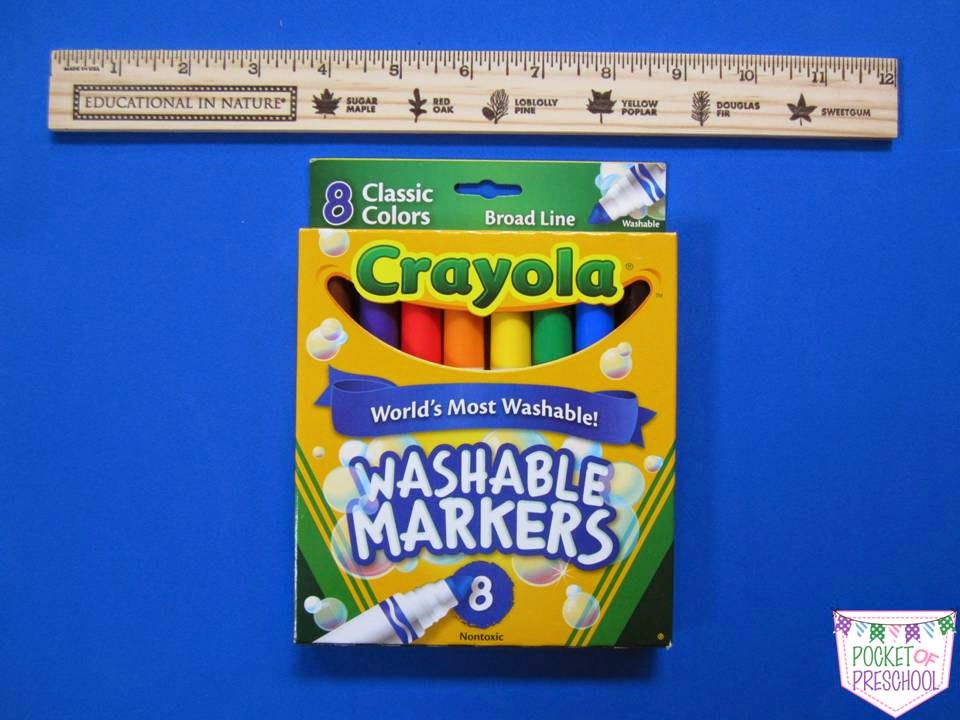 1 2 3 4 5 6 7 8 9 10 11 12
MADE IN USA
EDUCATIONAL IN NATURE®
SUGAR MAPLE
RED OAK
LOBLOLLY PINE
YELLOW POPLAR
DOUGLAS FIR
SWEETGUM
8 Classic Colors
Broad Line
Washable
Crayola®
™
World's Most Washable!
WASHABLE
MARKERS
8
Nontoxic
POCKET OF
PRESCHOOL